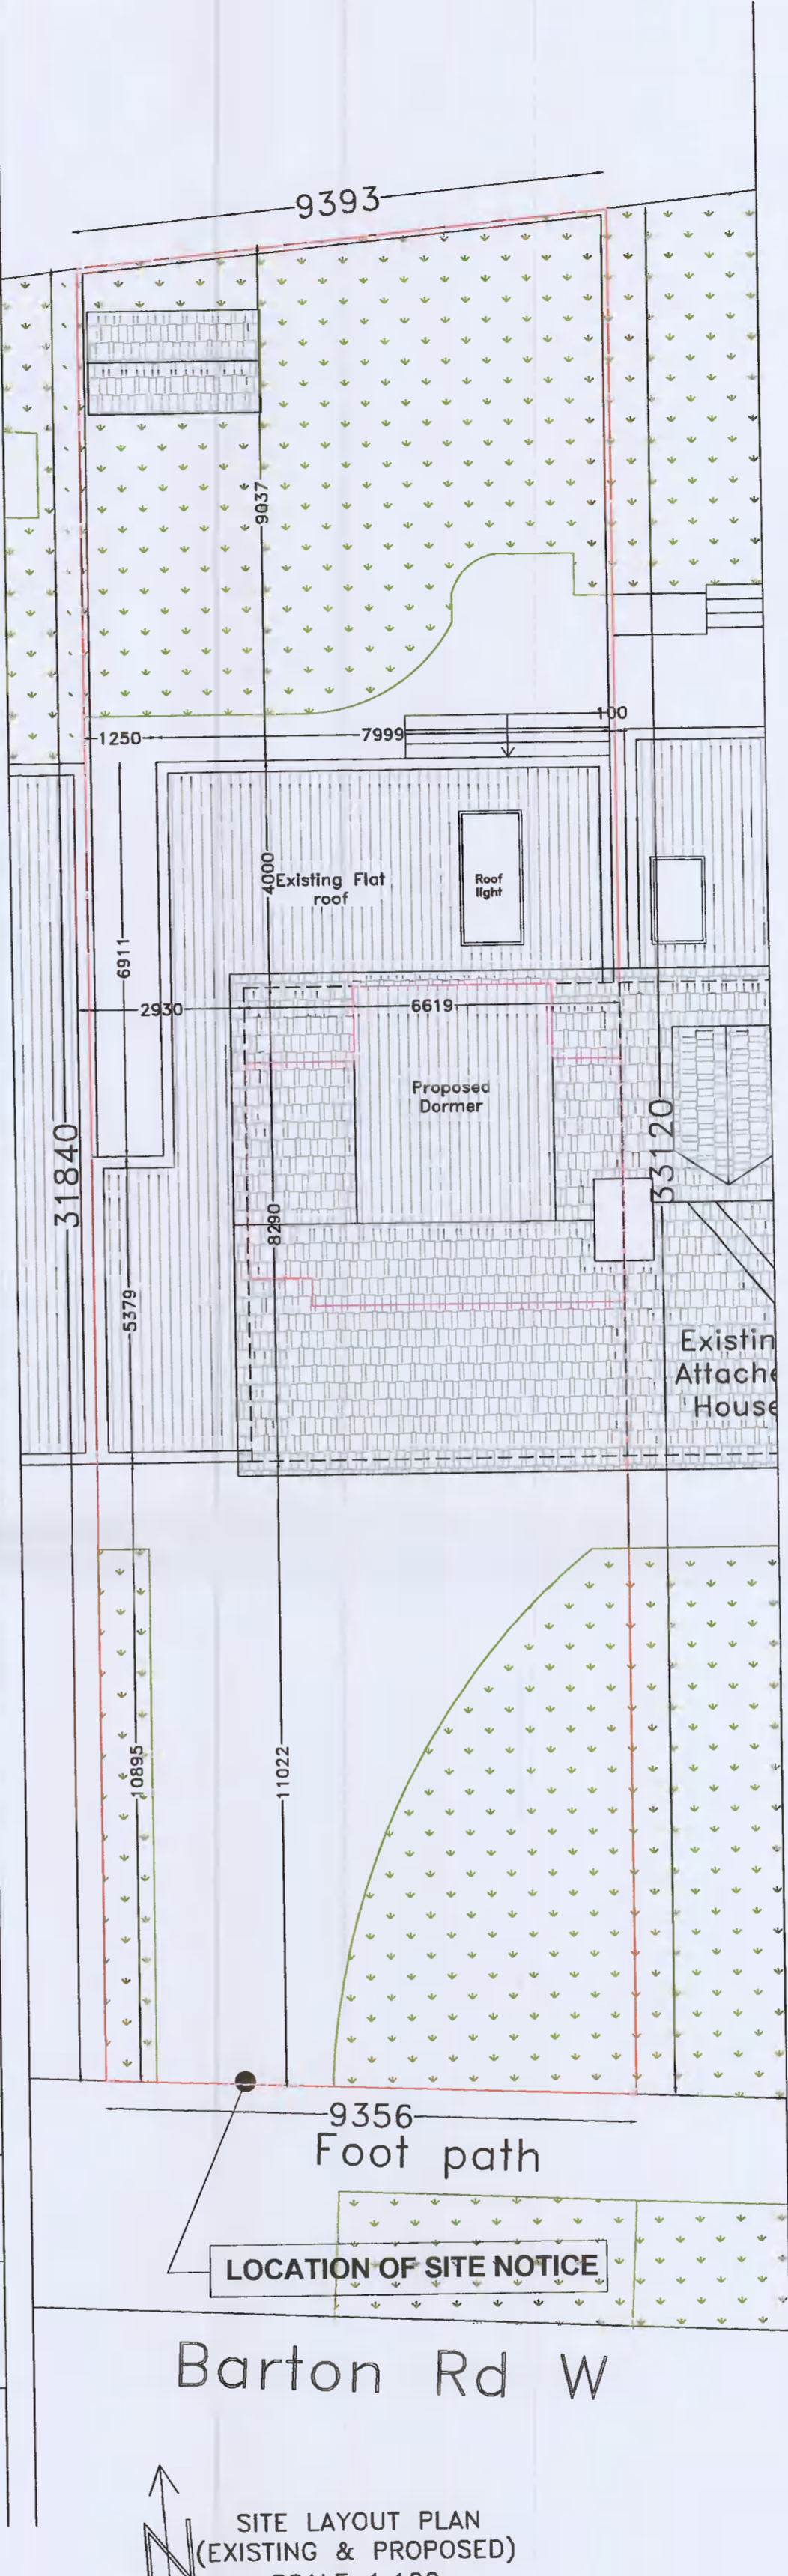 9393
9037
1250
7999
100
4000
Existing Flat
roof
Roof
light
6911
2930
6619
Proposed
Dormer
31840
33120
8290
5379
Existin
Attache
House
10895
11022
9356
Foot path
LOCATION OF SITE NOTICE
Barton Rd W
N
SITE LAYOUT PLAN
(EXISTING & PROPOSED)